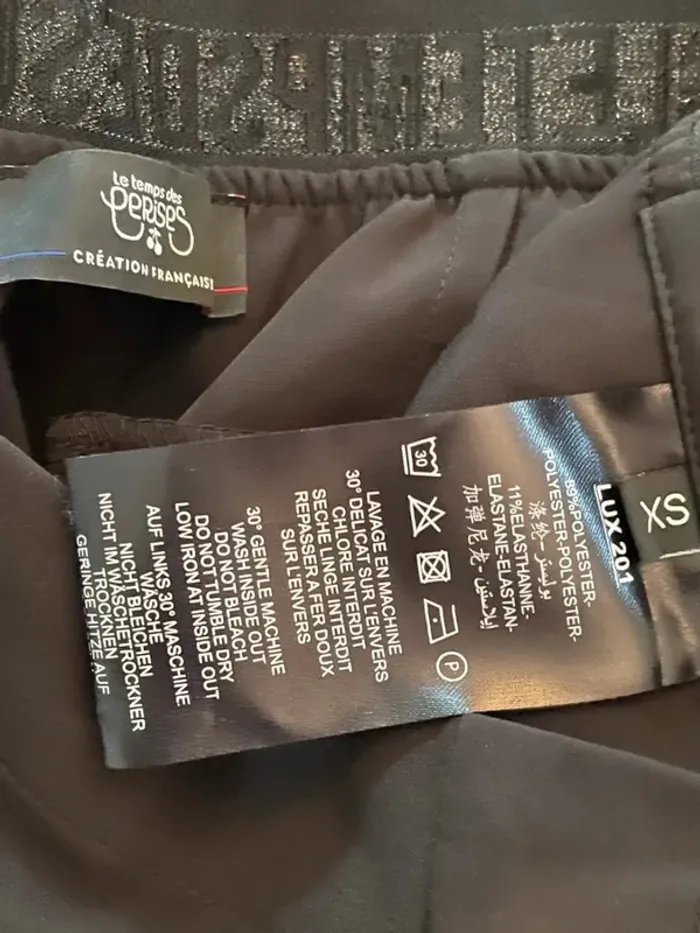 Le temps des
CERISES
CRÉATION FRANÇAISE
XS
LUX 201
89%POLYESTER-
POLYESTER-POLYESTER-
涤纶-بوليستر-
11%ELASTHANNE-
ELASTANE-ELASTAN-
加弹尼龙-إيلاستين-
30
P
LAVAGE EN MACHINE
30° DELICAT SUR L'ENVERS
CHLORE INTERDIT
SECHE LINGE INTERDIT
REPASSER A FER DOUX
SUR L'ENVERS
30° GENTLE MACHINE
WASH INSIDE OUT
DO NOT BLEACH
DO NOT TUMBLE DRY
LOW IRON AT INSIDE OUT
AUF LINKS 30° MASCHINE
WÄSCHE
NICHT BLEICHEN
NICHT IM WÄSCHETROCKNER
TROCKNEN
GERINGE HITZE AUF